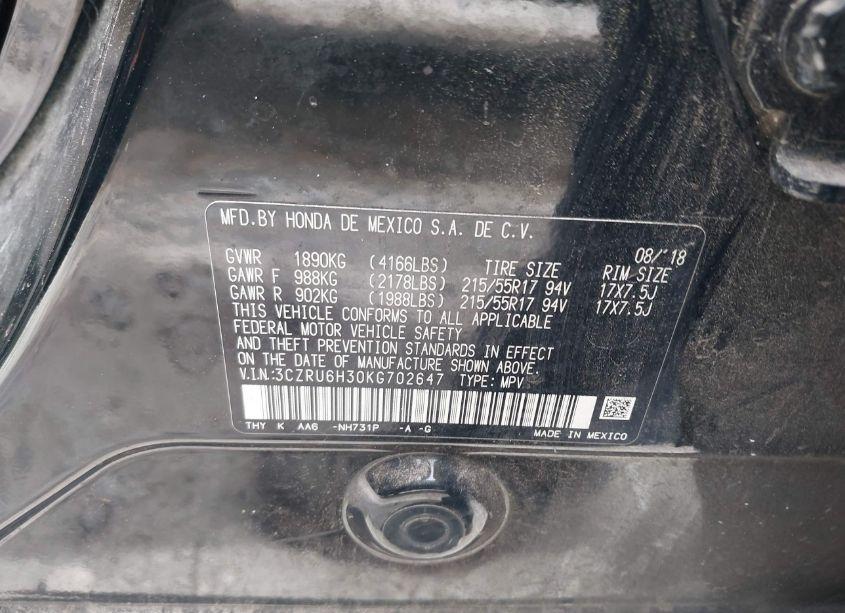 MFD.BY HONDA DE MEXICO S.A. DE C.V.
08/'18
GVWR 1890KG (4166LBS) TIRE SIZE RIM SIZE
GAWR F 988KG (2178LBS) 215/55R17 94V 17X7.5J
GAWR R 902KG (1988LBS) 215/55R17 94V 17X7.5J
THIS VEHICLE CONFORMS TO ALL APPLICABLE
FEDERAL MOTOR VEHICLE SAFETY
AND THEFT PREVENTION STANDARDS IN EFFECT
ON THE DATE OF MANUFACTURE SHOWN ABOVE.
V.I.N.:3CZRU6H30KG702647 TYPE: MPV
THY K AA6 -NH731P -A -G MADE IN MEXICO